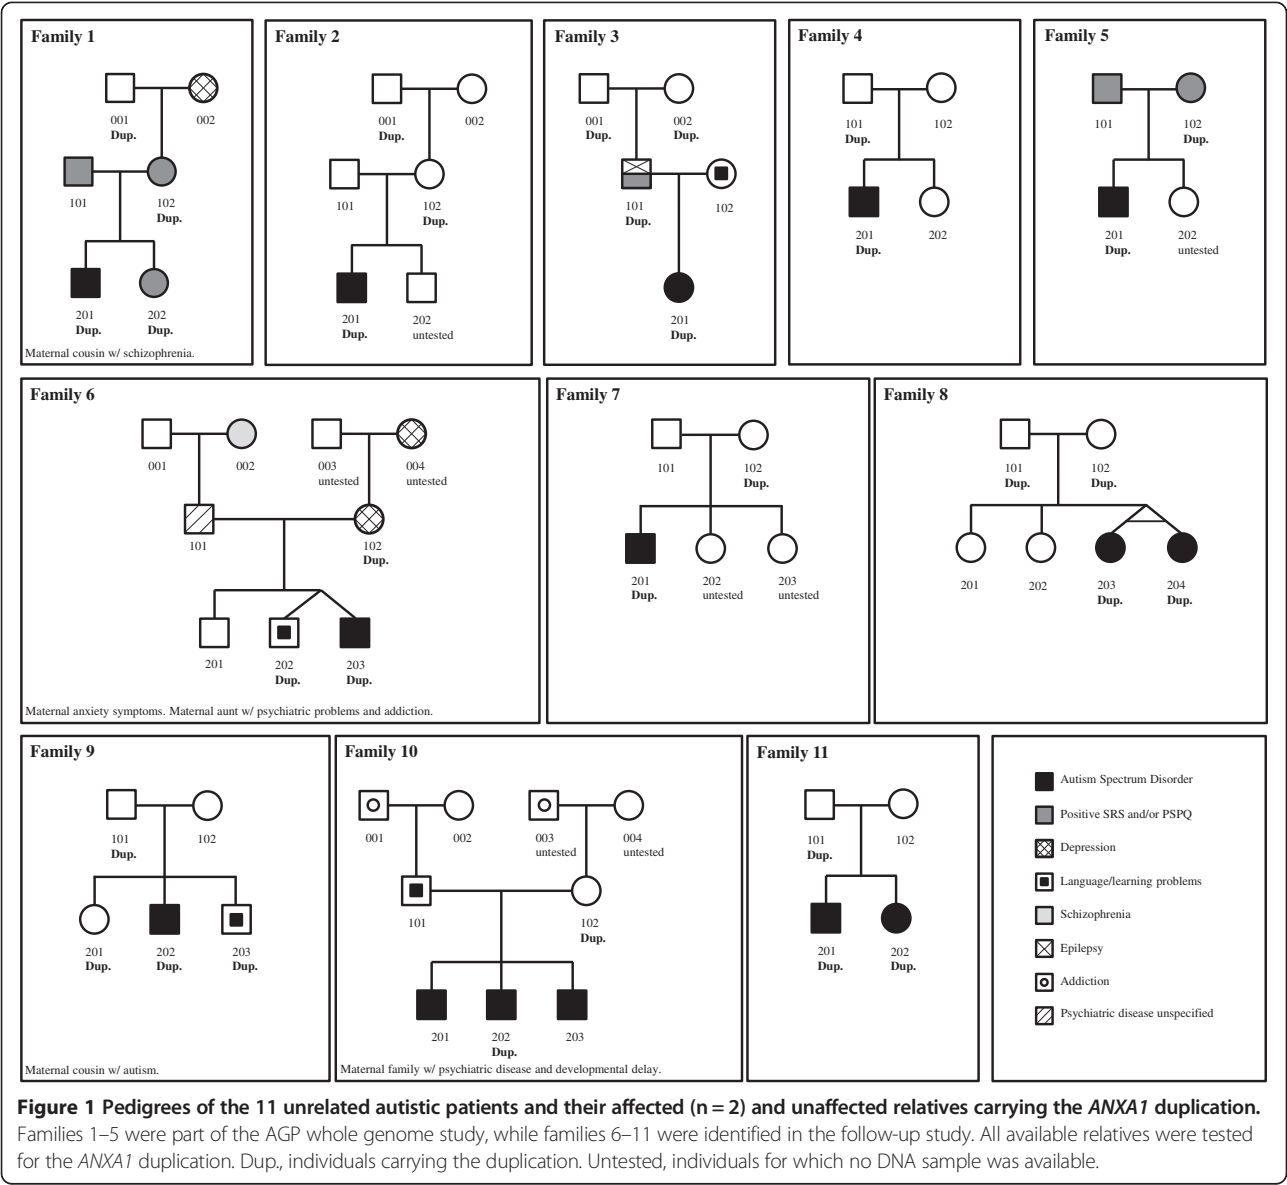 Family 1
001
Dup.
002
101
102
Dup.
201
Dup.
202
Dup.
Maternal cousin w/ schizophrenia.
Family 2
001
Dup.
002
101
102
Dup.
201
Dup.
202
untested
Family 3
001
Dup.
002
Dup.
101
Dup.
102
201
Dup.
Family 4
101
Dup.
102
201
Dup.
202
Family 5
101
102
Dup.
201
Dup.
202
untested
Family 6
001
002
003
untested
004
untested
101
102
Dup.
201
202
Dup.
203
Dup.
Maternal anxiety symptoms. Maternal aunt w/ psychiatric problems and addiction.
Family 7
101
102
Dup.
201
Dup.
202
untested
203
untested
Family 8
101
Dup.
102
Dup.
201
202
203
Dup.
204
Dup.
Family 9
101
Dup.
102
201
Dup.
202
Dup.
203
Dup.
Maternal cousin w/ autism.
Family 10
001
002
003
untested
004
untested
101
102
Dup.
201
202
Dup.
203
Maternal family w/ psychiatric disease and developmental delay.
Family 11
101
Dup.
102
201
Dup.
202
Dup.
Autism Spectrum Disorder
Positive SRS and/or PSPQ
Depression
Language/learning problems
Schizophrenia
Epilepsy
Addiction
Psychiatric disease unspecified
Figure 1 Pedigrees of the 11 unrelated autistic patients and their affected (n = 2) and unaffected relatives carrying the ANXA1 duplication.
Families 1–5 were part of the AGP whole genome study, while families 6–11 were identified in the follow-up study. All available relatives were tested
for the ANXA1 duplication. Dup., individuals carrying the duplication. Untested, individuals for which no DNA sample was available.